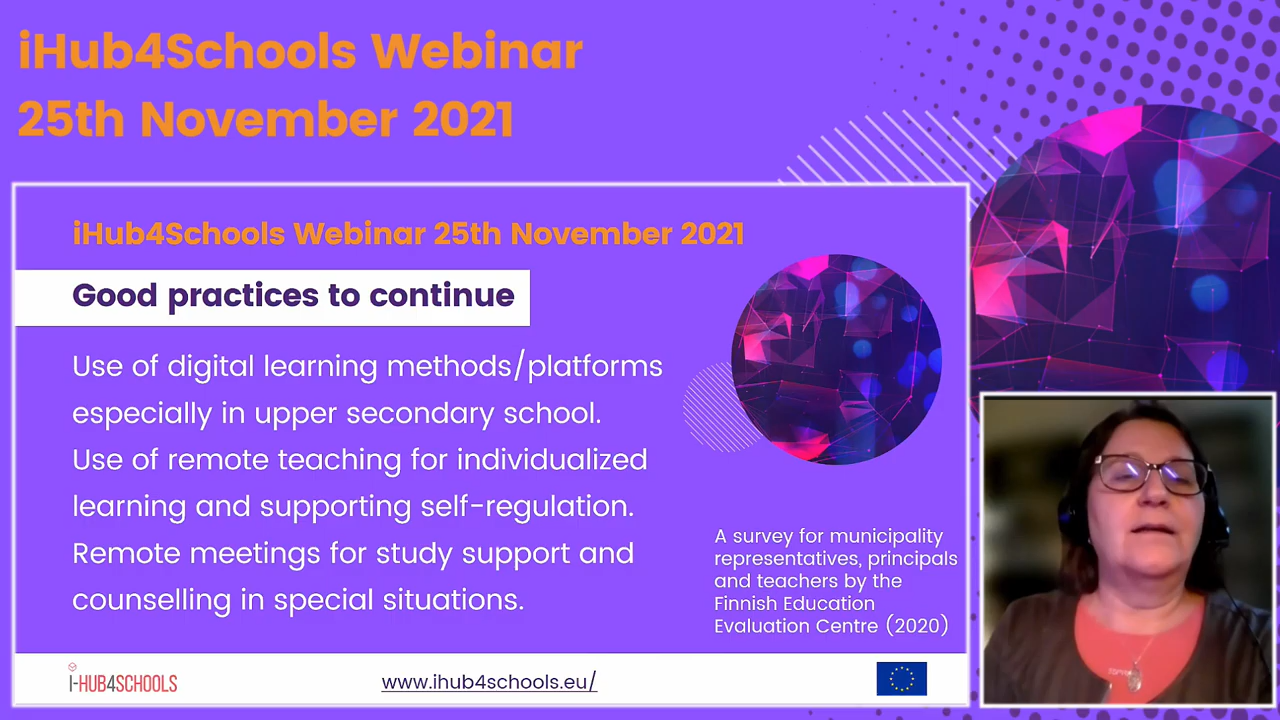 iHub4Schools Webinar
25th November 2021
iHub4Schools Webinar 25th November 2021
Good practices to continue
Use of digital learning methods/platforms
especially in upper secondary school.
Use of remote teaching for individualized
learning and supporting self-regulation.
Remote meetings for study support and
counselling in special situations.
A survey for municipality
representatives, principals
and teachers by the
Finnish Education
Evaluation Centre (2020)
i-HUB4SCHOOLS
www.ihub4schools.eu/